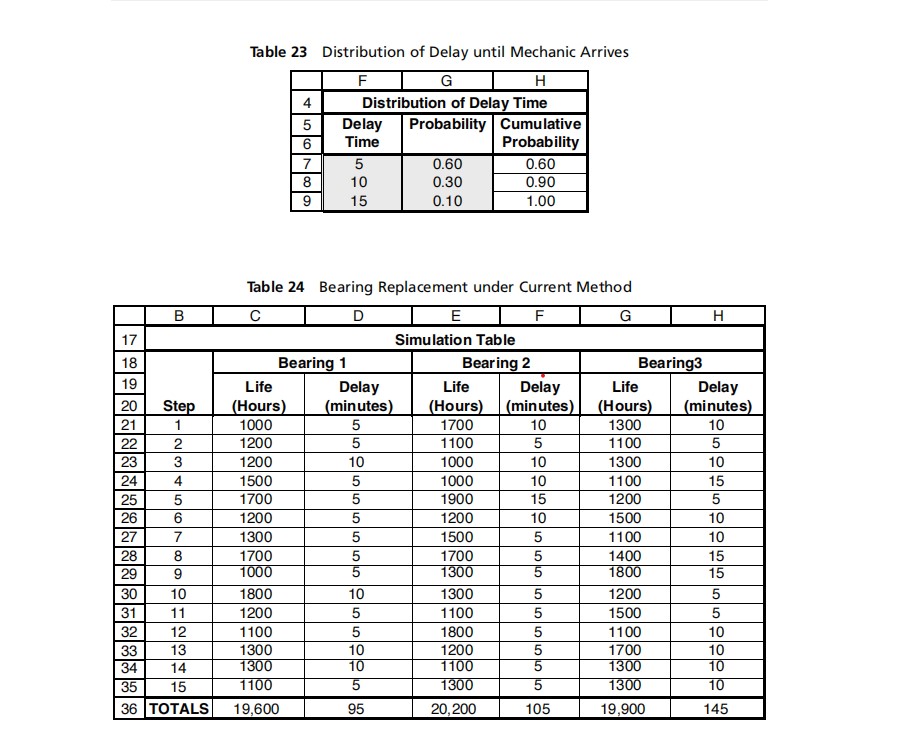 Table 23 Distribution of Delay until Mechanic Arrives
F G H
4 Distribution of Delay Time
5 Delay Probability Cumulative
6 Time Probability
7 5 0.60 0.60
8 10 0.30 0.90
9 15 0.10 1.00
Table 24 Bearing Replacement under Current Method
B C D E F G H
17 Simulation Table
18 Bearing 1 Bearing 2 Bearing3
19 Life Delay Life Delay Life Delay
20 Step (Hours) (minutes) (Hours) (minutes) (Hours) (minutes)
21 1 1000 5 1700 10 1300 10
22 2 1200 5 1100 5 1100 5
23 3 1200 10 1000 10 1300 10
24 4 1500 5 1000 10 1100 15
25 5 1700 5 1900 15 1200 5
26 6 1200 5 1200 10 1500 10
27 7 1300 5 1500 5 1100 10
28 8 1700 5 1700 5 1400 15
29 9 1000 5 1300 5 1800 15
30 10 1800 10 1300 5 1200 5
31 11 1200 5 1100 5 1500 5
32 12 1100 5 1800 5 1100 10
33 13 1300 10 1200 5 1700 10
34 14 1300 10 1100 5 1300 10
35 15 1100 5 1300 5 1300 10
36 TOTALS 19,600 95 20,200 105 19,900 145